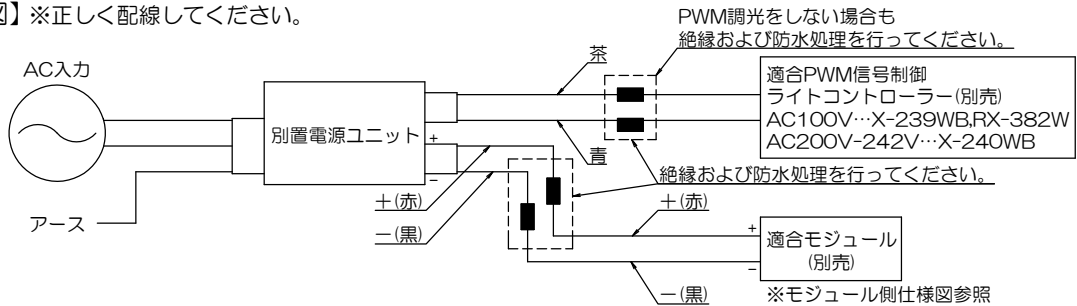 図】※正しく配線してください。
PWM調光をしない場合も
絶縁および防水処理を行ってください。
AC入力
茶
適合PWM信号制御
ライトコントローラー(別売)
AC100V…X-239WB,RX-382W
AC200V-242V…X-240WB
別置電源ユニット
+
−
青
絶縁および防水処理を行ってください。
＋(赤)
−(黒)
アース
＋(赤)
+
−
適合モジュール
(別売)
−(黒)
※モジュール側仕様図参照